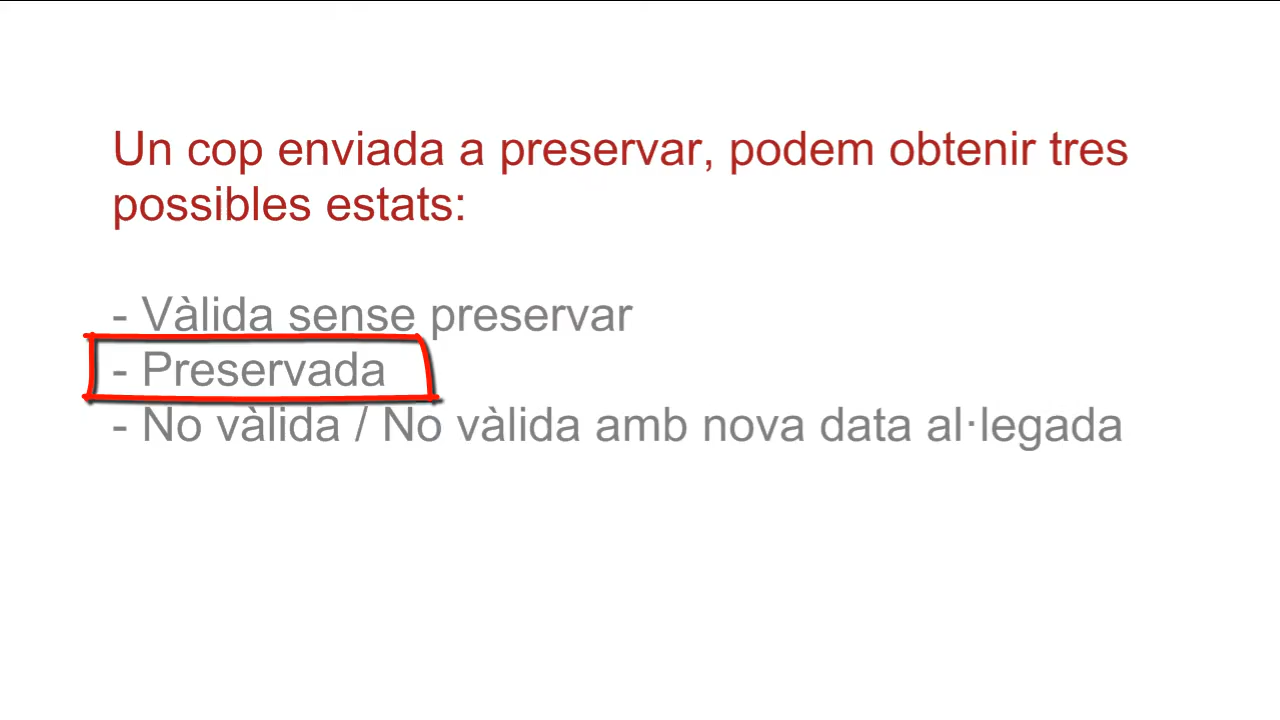 Un cop enviada a preservar, podem obtenir tres
possibles estats:
- Vàlida sense preservar
- Preservada
- No vàlida / No vàlida amb nova data al·legada